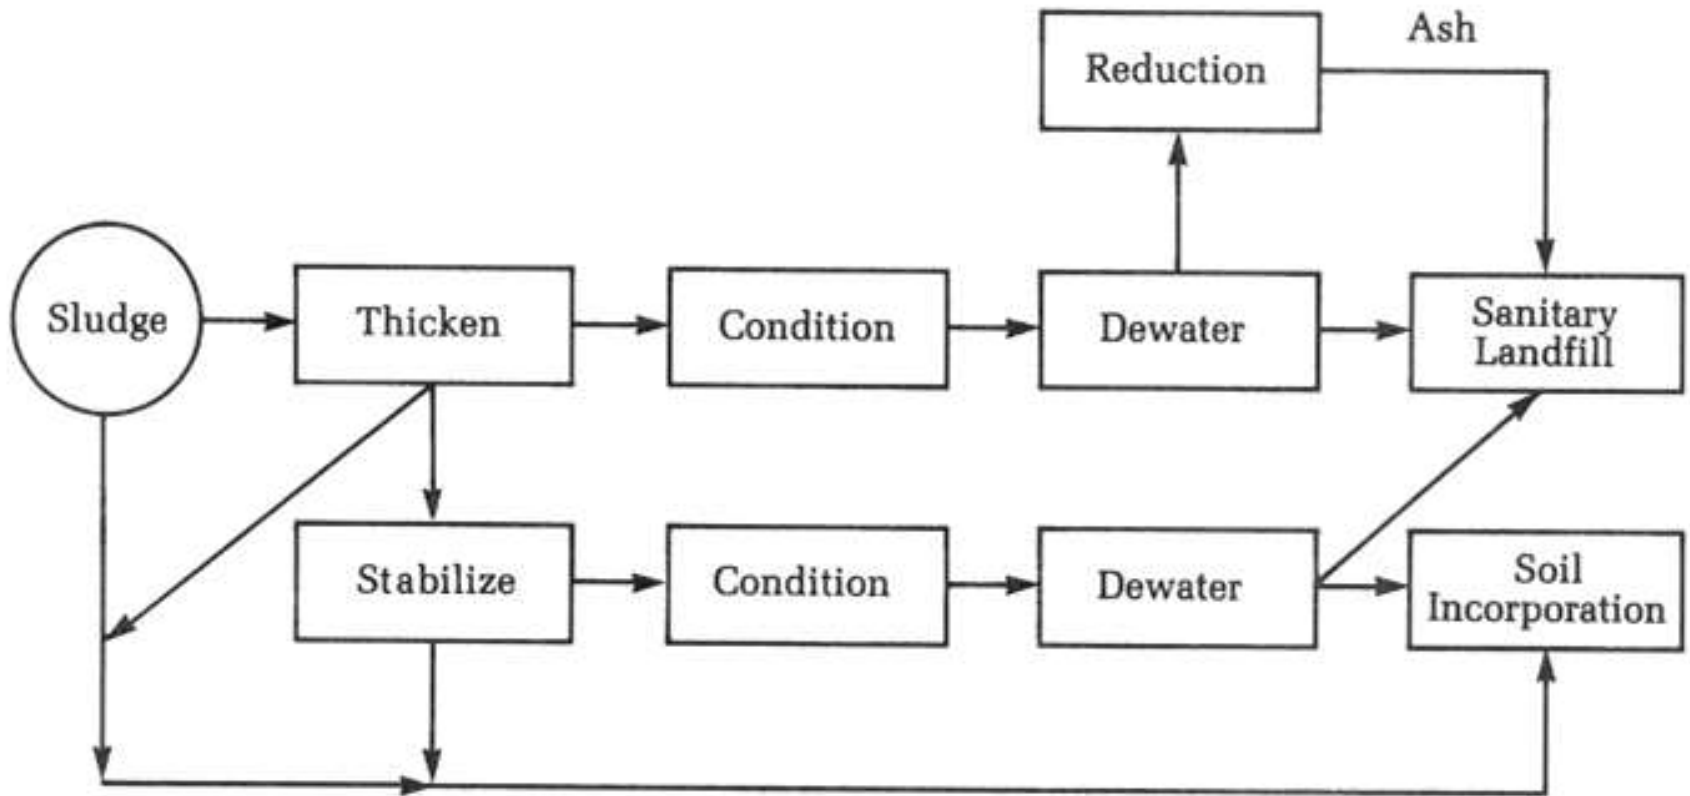 Ash
Reduction
Sludge
Thicken
Condition
Dewater
Sanitary
Landfill
Stabilize
Condition
Dewater
Soil
Incorporation